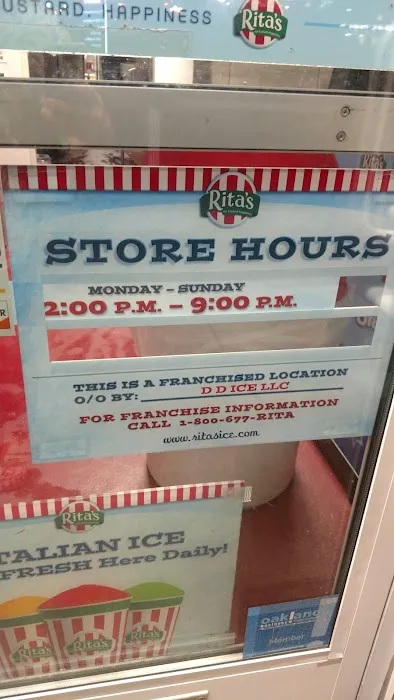 USTARD. HAPPINESS
Rita's
Rita's
STORE HOURS
MONDAY – SUNDAY
2:00 P.M. – 9:00 P.M.
THIS IS A FRANCHISED LOCATION
O/O BY: D D ICE LLC
FOR FRANCHISE INFORMATION
CALL 1-800-677-RITA
www.ritasice.com
Rita's
TALIAN ICE
FRESH Here Daily!
Rita's
Rita's
Rita's
oakland
Member